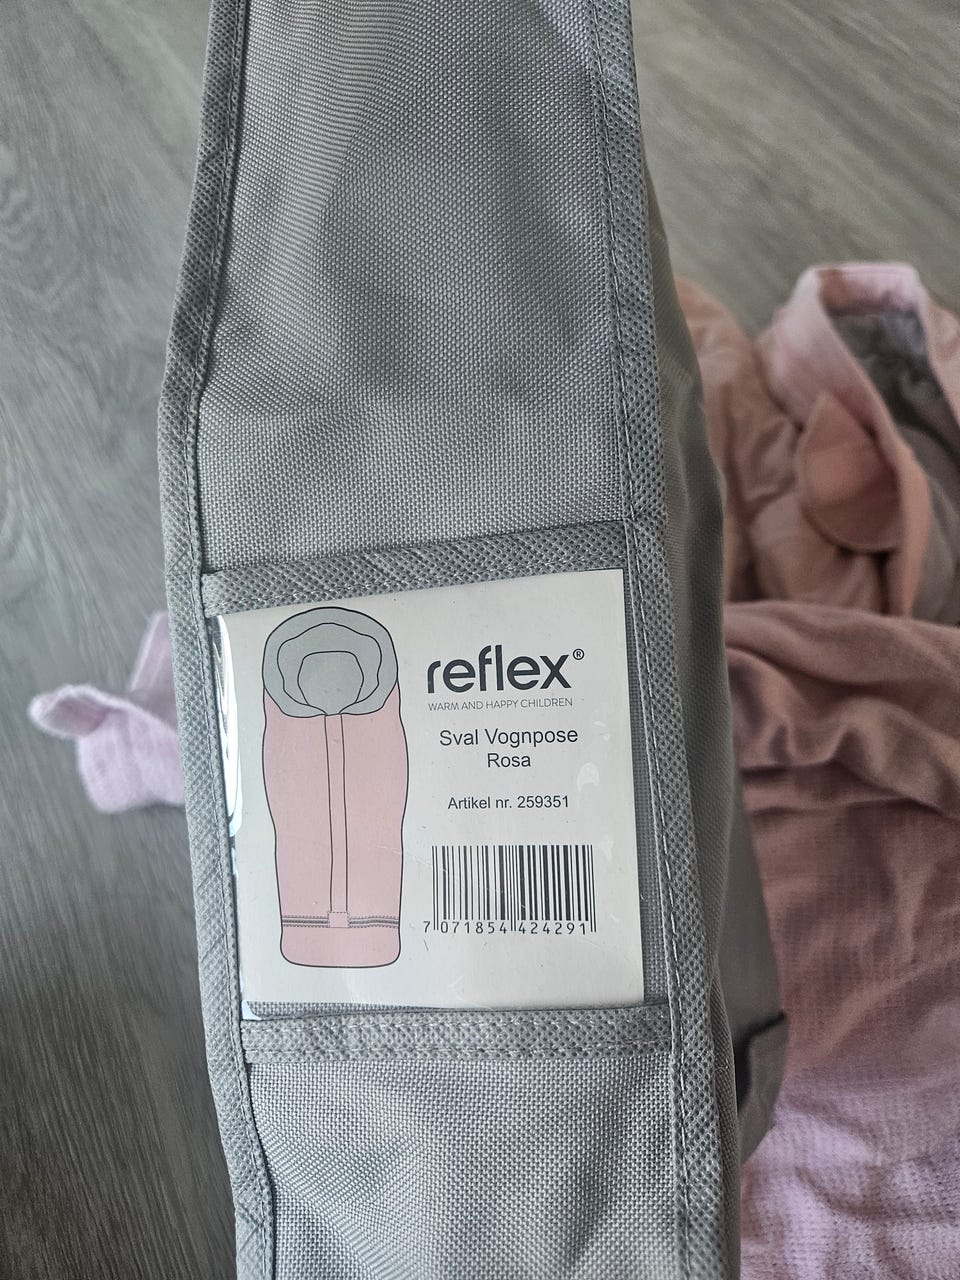 reflex®
WARM AND HAPPY CHILDREN
Sval Vognpose
Rosa
Artikel nr. 259351
7 071854 424291